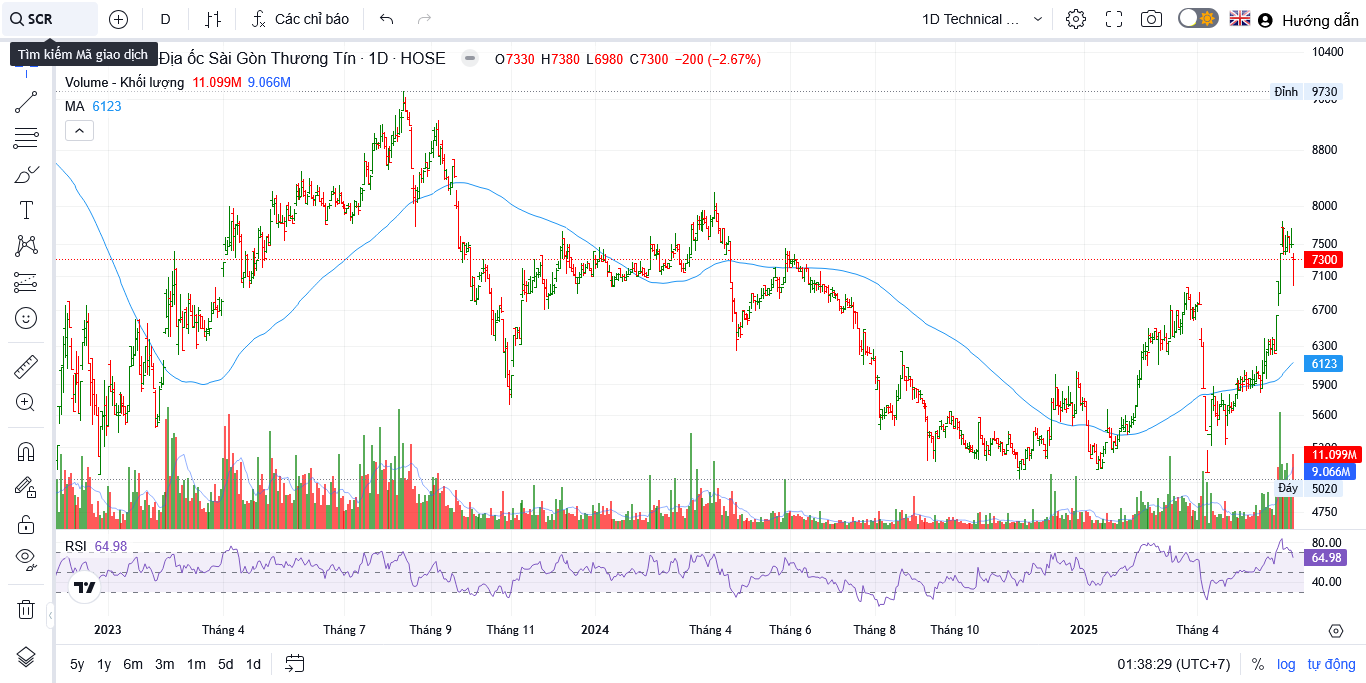 SCR
D
Các chỉ báo
1D Technical ...
Hướng dẫn
Tìm kiếm Mã giao dịch
Địa ốc Sài Gòn Thương Tín · 1D · HOSE
O7330 H7380 L6980 C7300 −200 (−2.67%)
Volume - Khối lượng 11.099M 9.066M
MA 6123
10400
Đỉnh 9730
8800
8000
7500
7300
7100
6700
6300
6123
5900
5600
11.099M
9.066M
Đáy 5020
4750
RSI 64.98
80.00
64.98
40.00
2023 Tháng 4 Tháng 7 Tháng 9 Tháng 11 2024 Tháng 4 Tháng 6 Tháng 8 Tháng 10 2025 Tháng 4
5y 1y 6m 3m 1m 5d 1d
01:38:29 (UTC+7) % log tự động